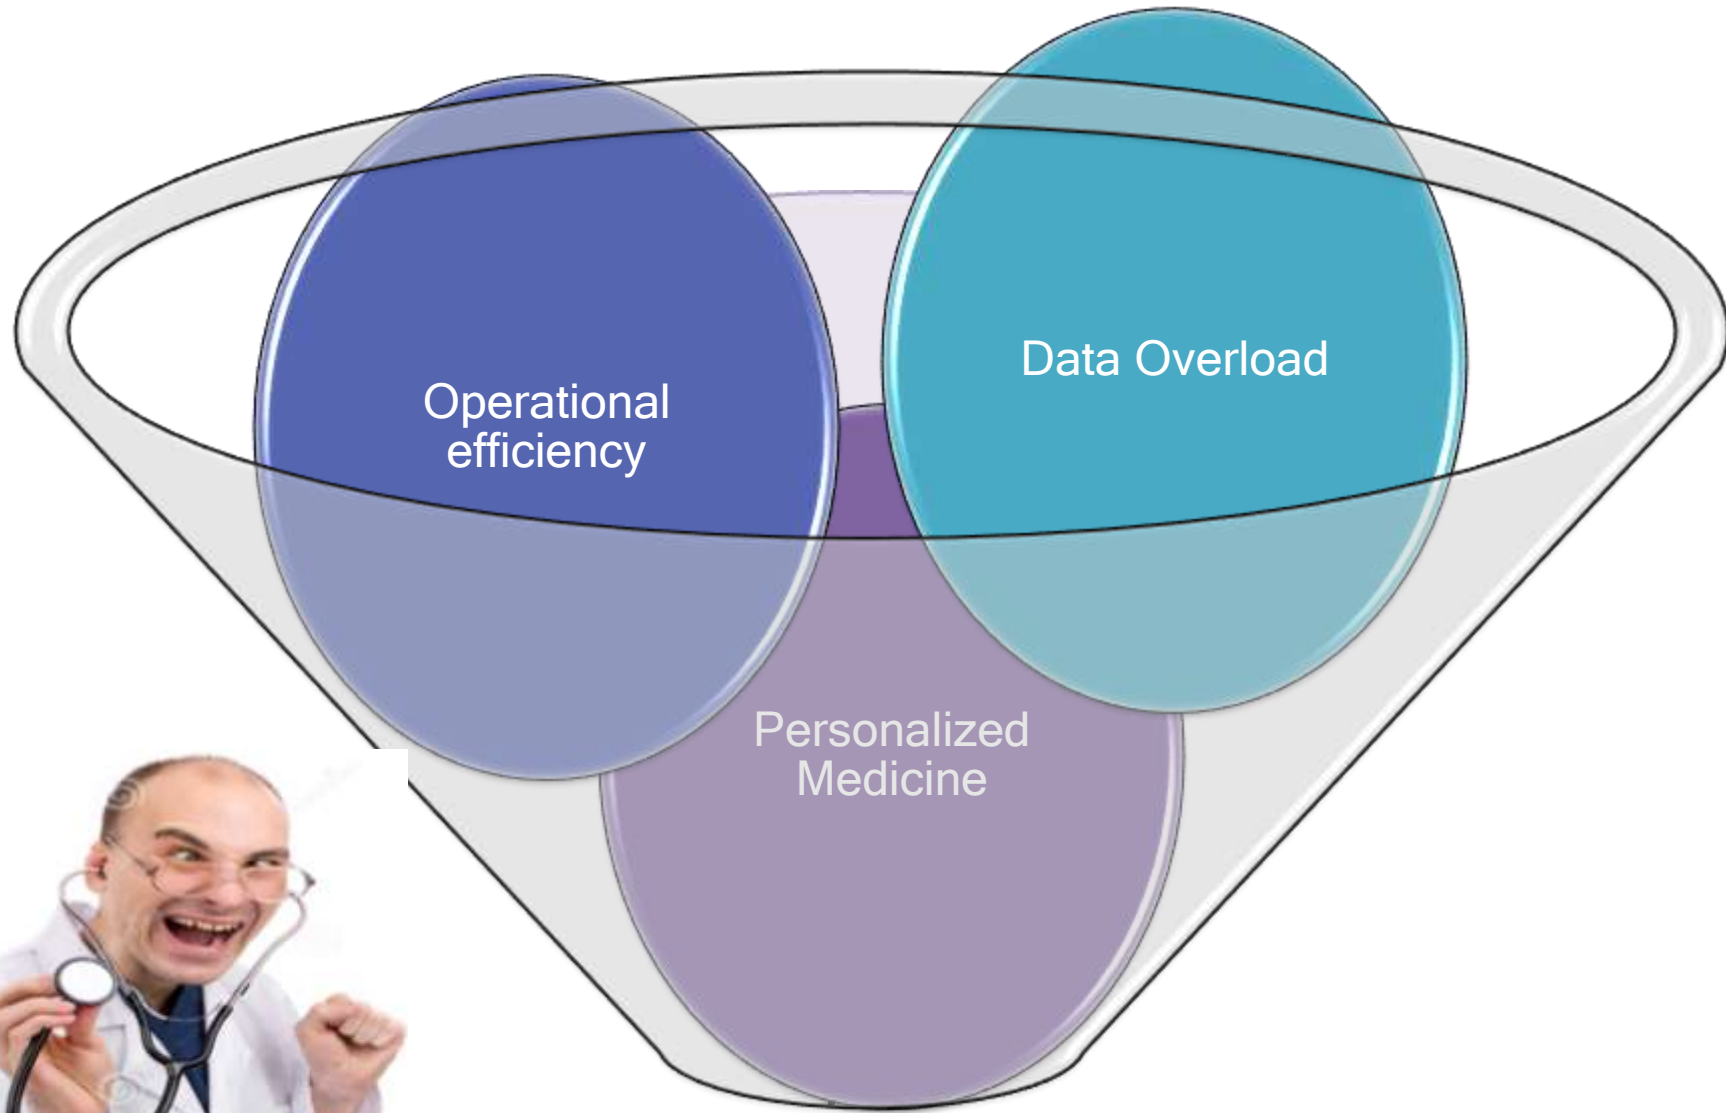 Operational
efficiency
Data Overload
Personalized
Medicine